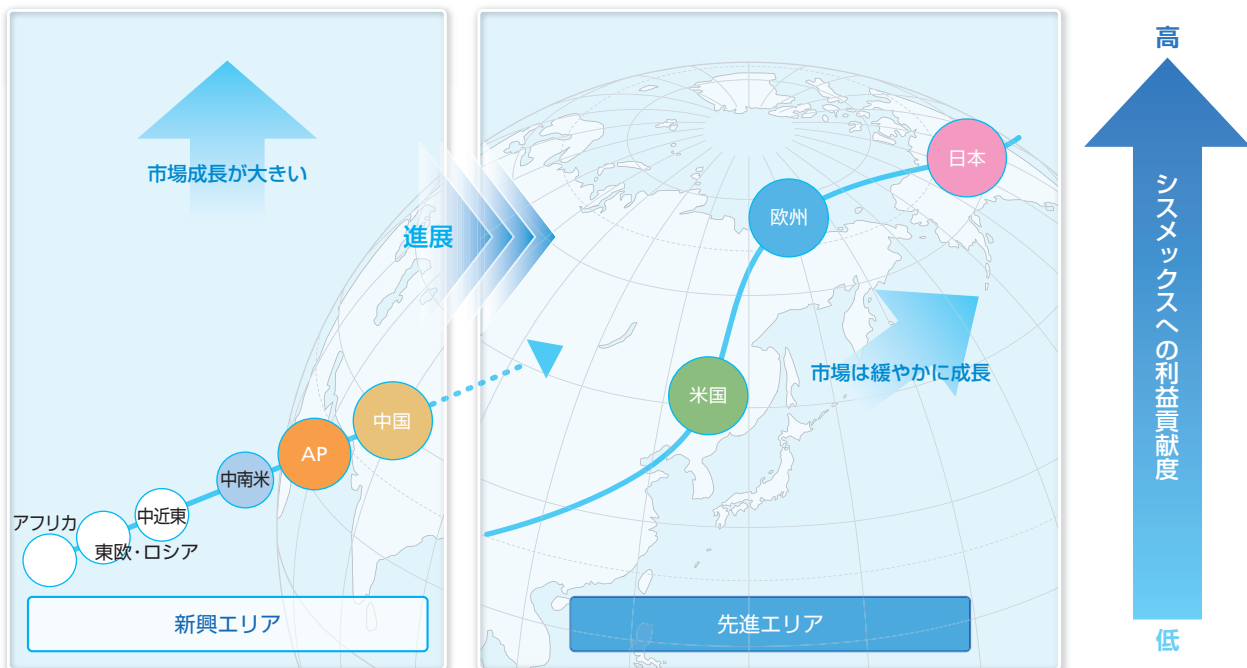 市場成長が大きい
進展
アフリカ
東欧・ロシア
中近東
中南米
AP
中国
新興エリア
日本
欧州
米国
市場は緩やかに成長
先進エリア
高
システメックスへの利益貢献度
低